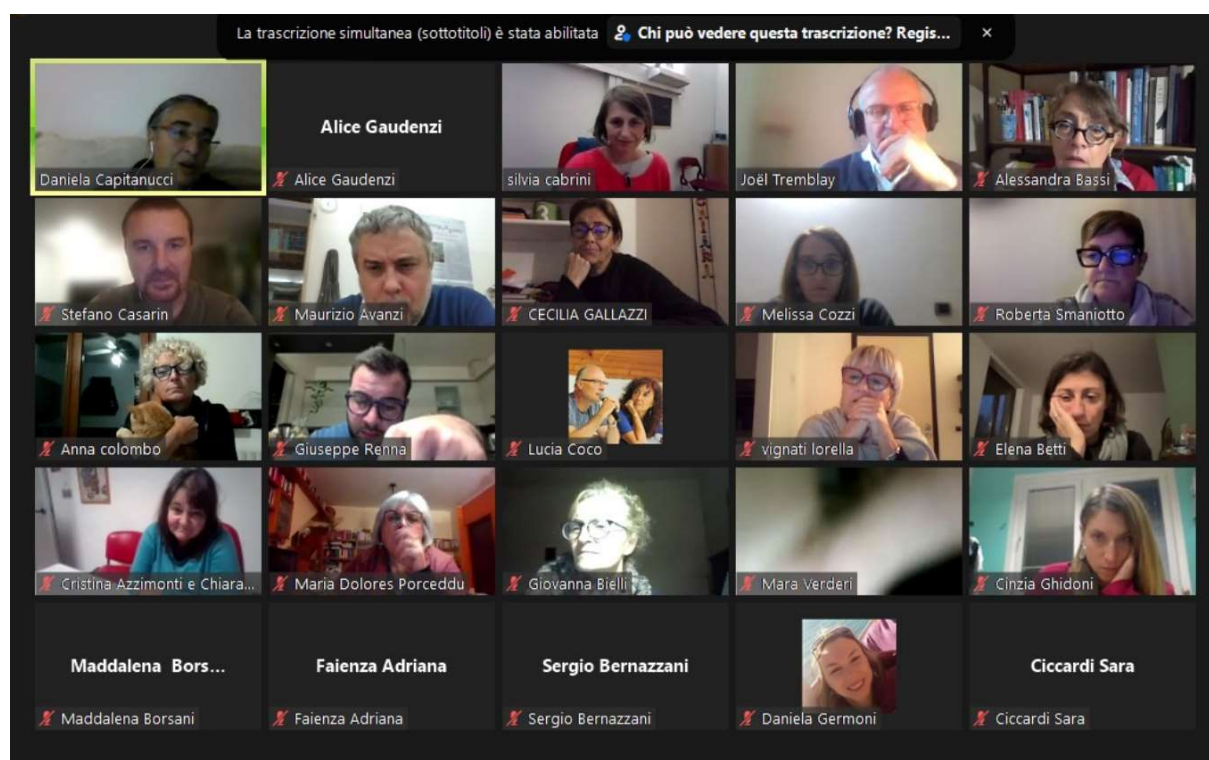 La trascrizione simultanea (sottotitoli) è stata abilitata Chi può vedere questa trascrizione? Regis...
Daniela Capitanucci
Alice Gaudenzi
Alice Gaudenzi
silvia cabrini
Joël Tremblay
Alessandra Bassi
Stefano Casarin
Maurizio Avanzi
CECILIA GALLAZZI
Melissa Cozzi
Roberta Smaniotto
Anna colombo
Giuseppe Renna
Lucia Coco
vignati lorella
Elena Betti
Cristina Azzimonti e Chiara...
Maria Dolores Porceddu
Giovanna Bielli
Mara Verderi
Cinzia Ghidoni
Maddalena Bors...
Maddalena Borsani
Faienza Adriana
Faienza Adriana
Sergio Bernazzani
Sergio Bernazzani
Daniela Germoni
Ciccardi Sara
Ciccardi Sara